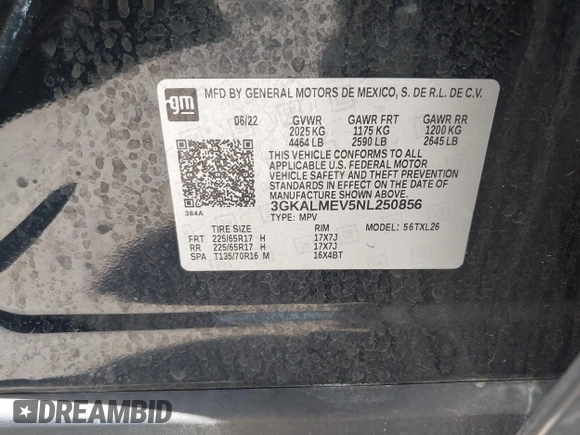 gm
MFD BY GENERAL MOTORS DE MEXICO, S. DE R.L. DE C.V.
06/22 GVWR GAWR FRT GAWR RR
2025 KG 1175 KG 1200 KG
4464 LB 2590 LB 2645 LB
THIS VEHICLE CONFORMS TO ALL
APPLICABLE U.S. FEDERAL MOTOR
VEHICLE SAFETY AND THEFT PREVENTION
STANDARDS IN EFFECT ON THE DATE OF
MANUFACTURE SHOWN ABOVE.
3GKALMEV5NL250856
384A TYPE: MPV
TIRE SIZE RIM MODEL: 56TXL26
FRT 225/65R17 H 17X7J
RR 225/65R17 H 17X7J
SPA T135/70R16 M 16X4BT
DREAMBID